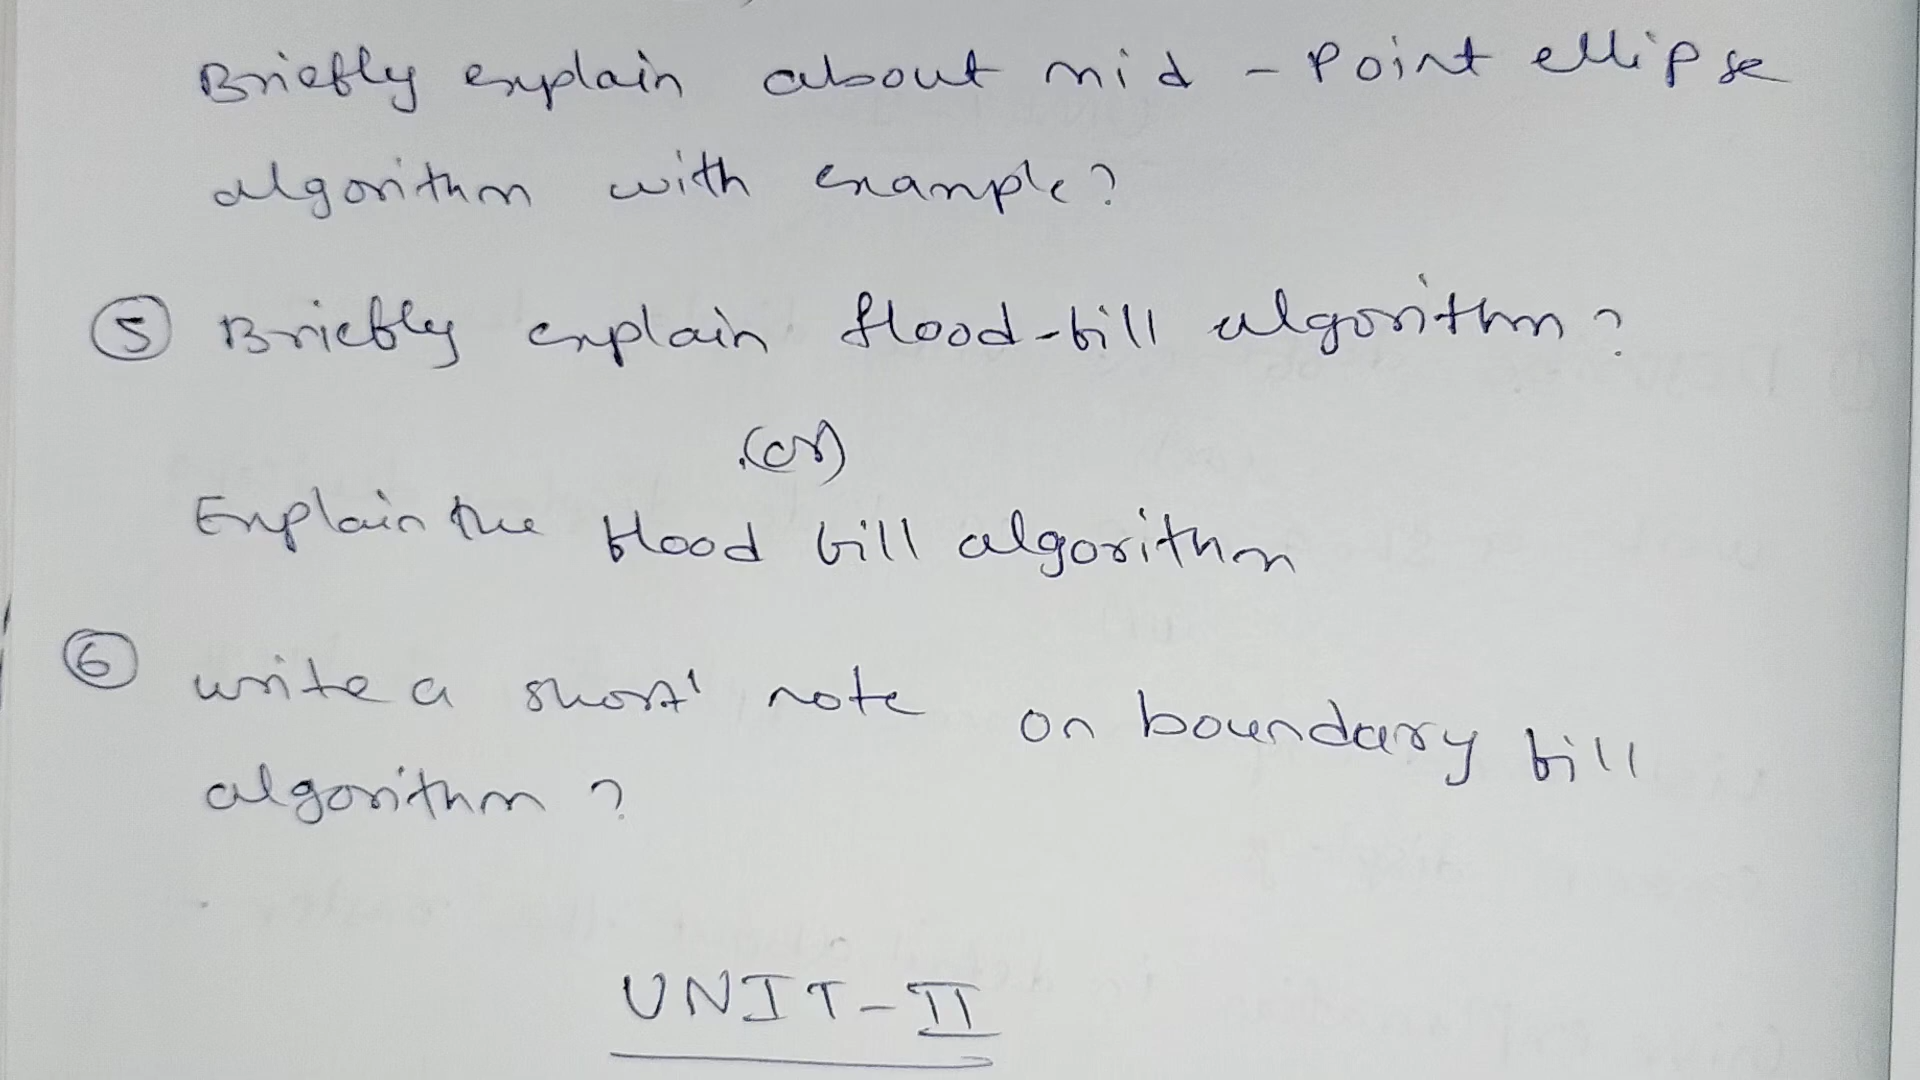 Briefly explain about mid - Point ellipse
algorithm with example?
⑤ Briefly explain flood-fill algorithm?
(or)
Explain the flood fill algorithm
⑥ write a short note on boundary fill
algorithm?
UNIT-II